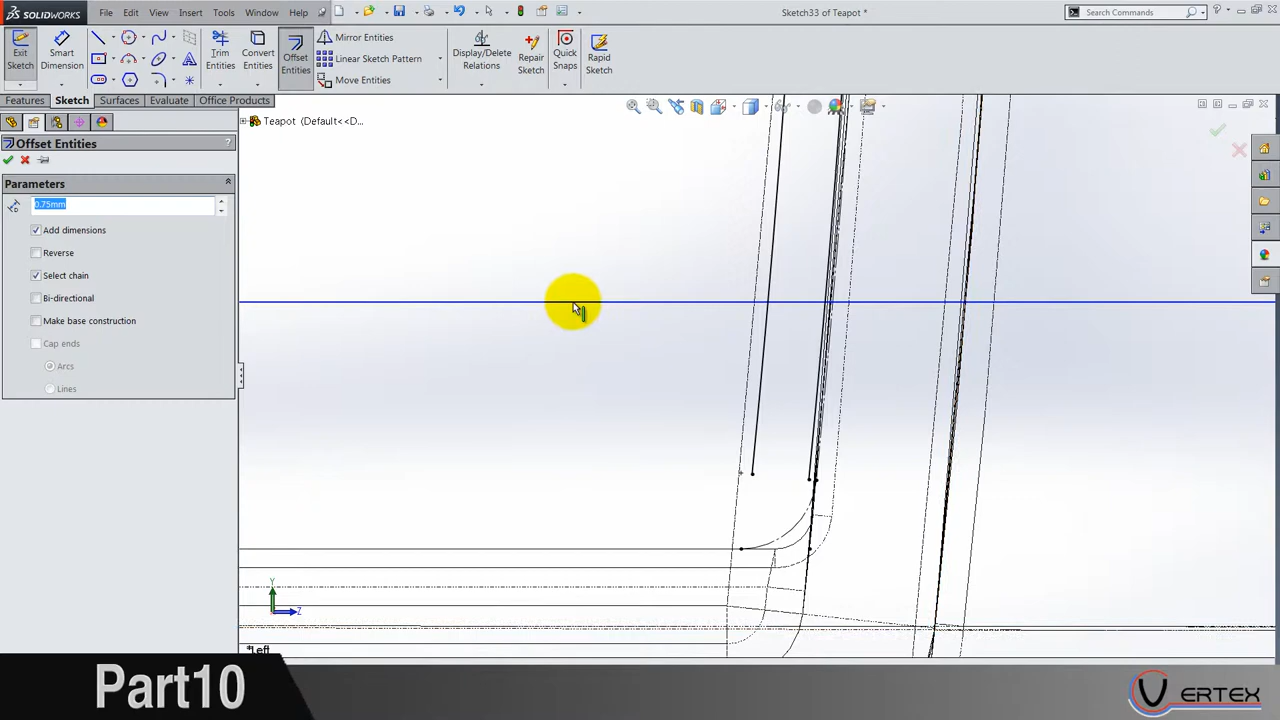 SOLIDWORKS File Edit View Insert Tools Window Help Sketch33 of Teapot * Search Commands
Exit Sketch
Smart Dimension
Trim Entities
Convert Entities
Offset Entities
Mirror Entities
Linear Sketch Pattern
Move Entities
Display/Delete Relations
Repair Sketch
Quick Snaps
Rapid Sketch
Features Sketch Surfaces Evaluate Office Products
Teapot (Default<<D...
Offset Entities ?
Parameters
0.75mm
Add dimensions
Reverse
Select chain
Bi-directional
Make base construction
Cap ends
Arcs
Lines
Y
Z
*Left
Part10
VERTEX